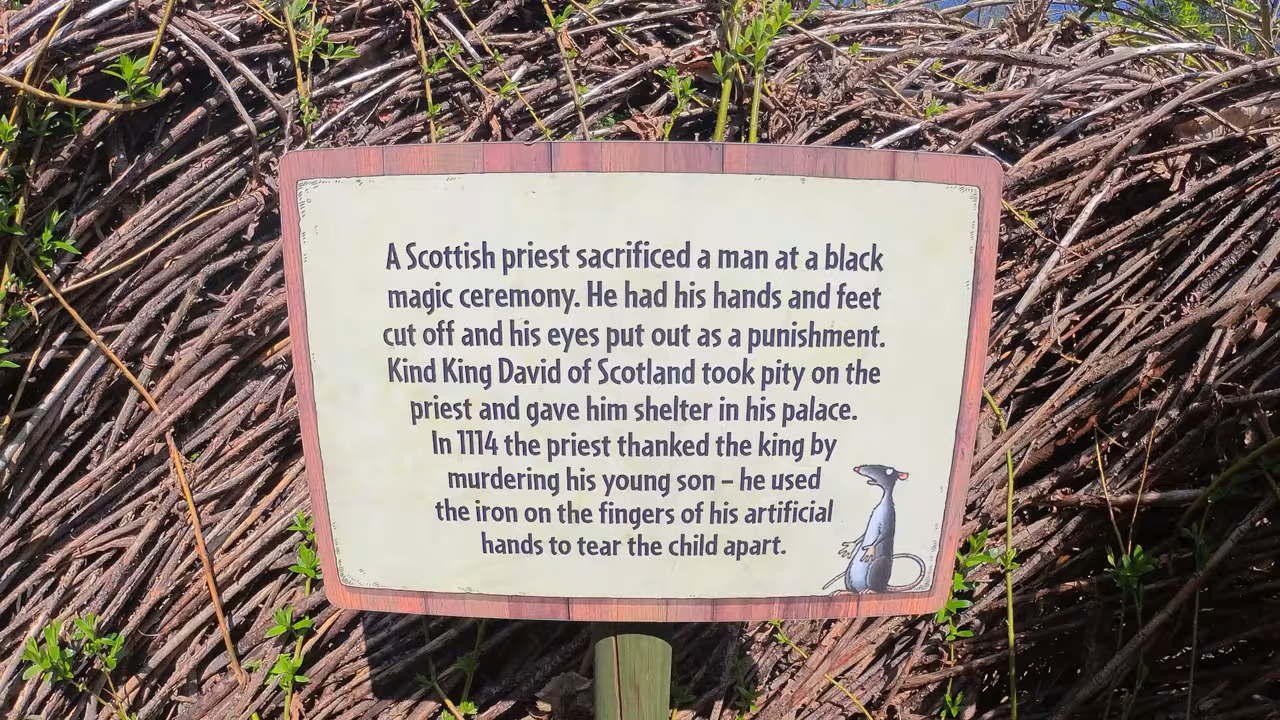 A Scottish priest sacrificed a man at a black
magic ceremony. He had his hands and feet
cut off and his eyes put out as a punishment.
Kind King David of Scotland took pity on the
priest and gave him shelter in his palace.
In 1114 the priest thanked the king by
murdering his young son – he used
the iron on the fingers of his artificial
hands to tear the child apart.